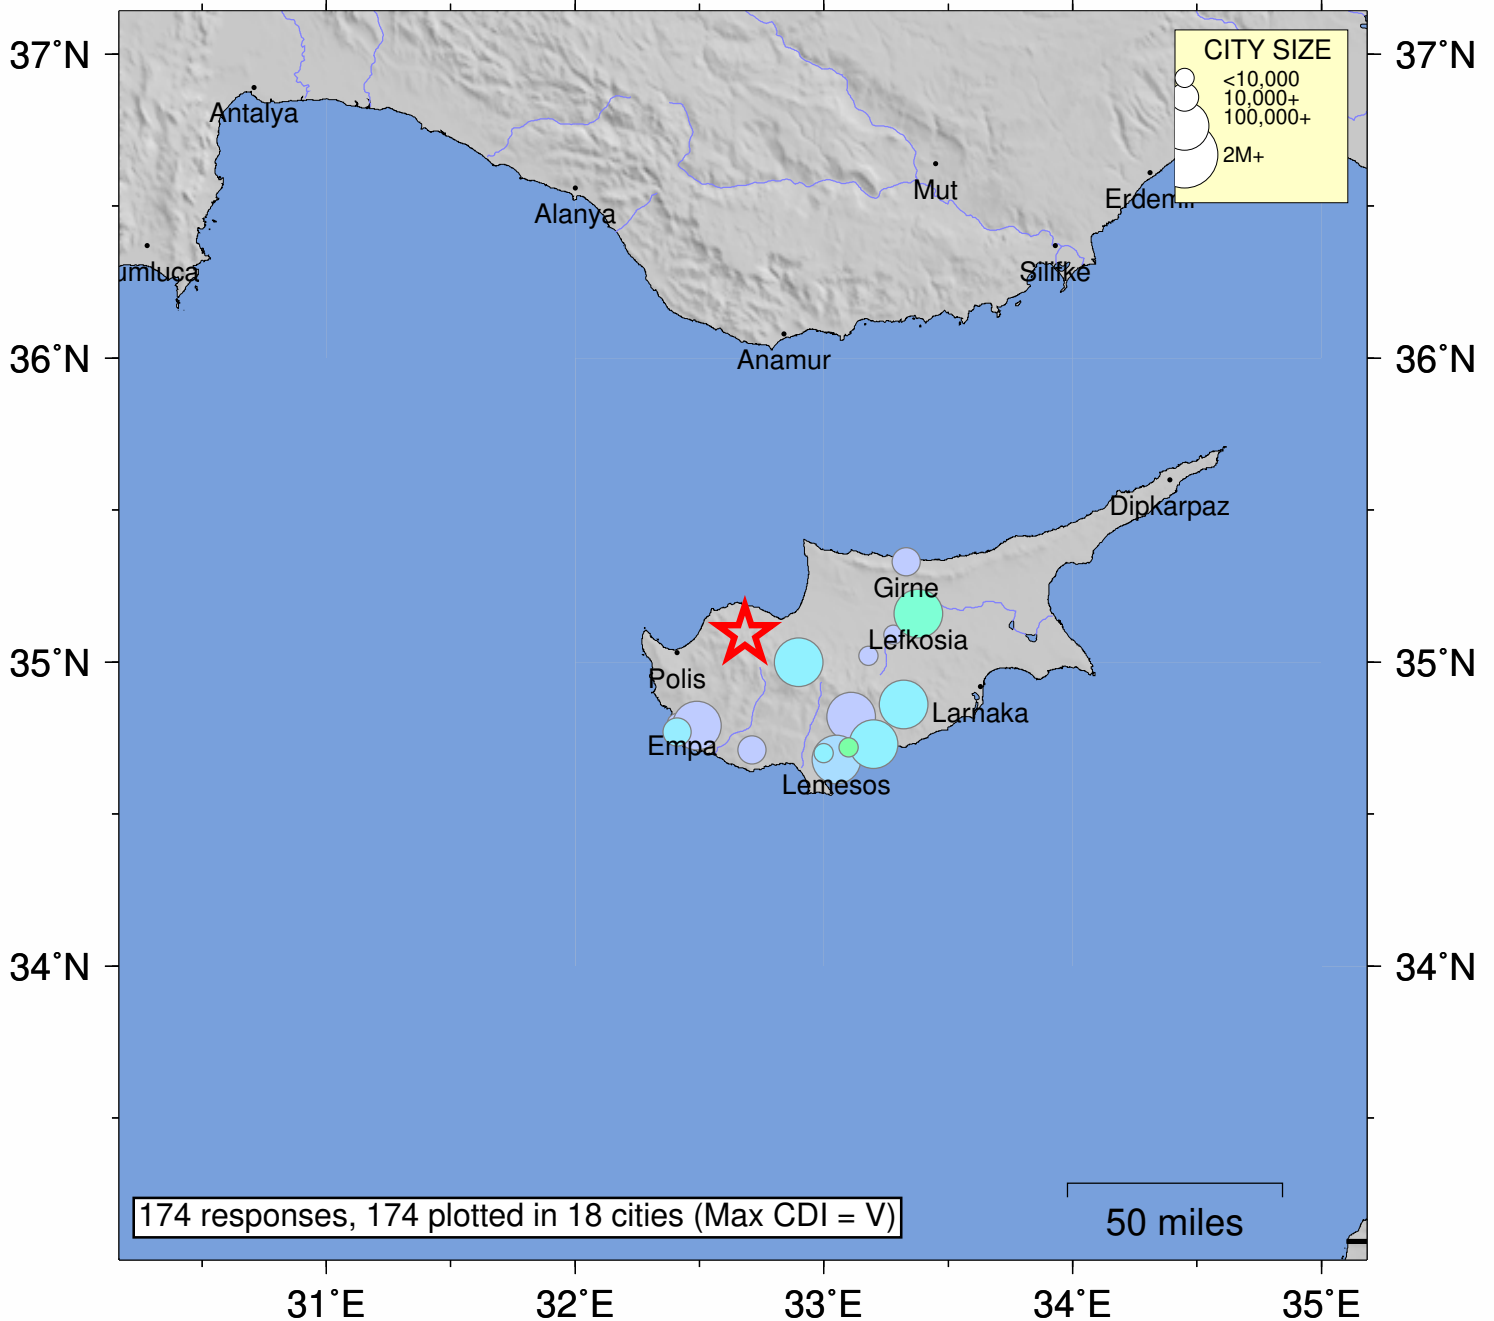 37°N
37°N
CITY SIZE
<10,000
10,000+
100,000+
2M+
Antalya
Mut
Erdemli
Alanya
umluca
Silifke
36°N
36°N
Anamur
Dipkarpaz
Girne
Lefkosia
35°N
35°N
Polis
Larnaka
Empa
Lemesos
34°N
34°N
174 responses, 174 plotted in 18 cities (Max CDI = V)
50 miles
31°E
32°E
33°E
34°E
35°E